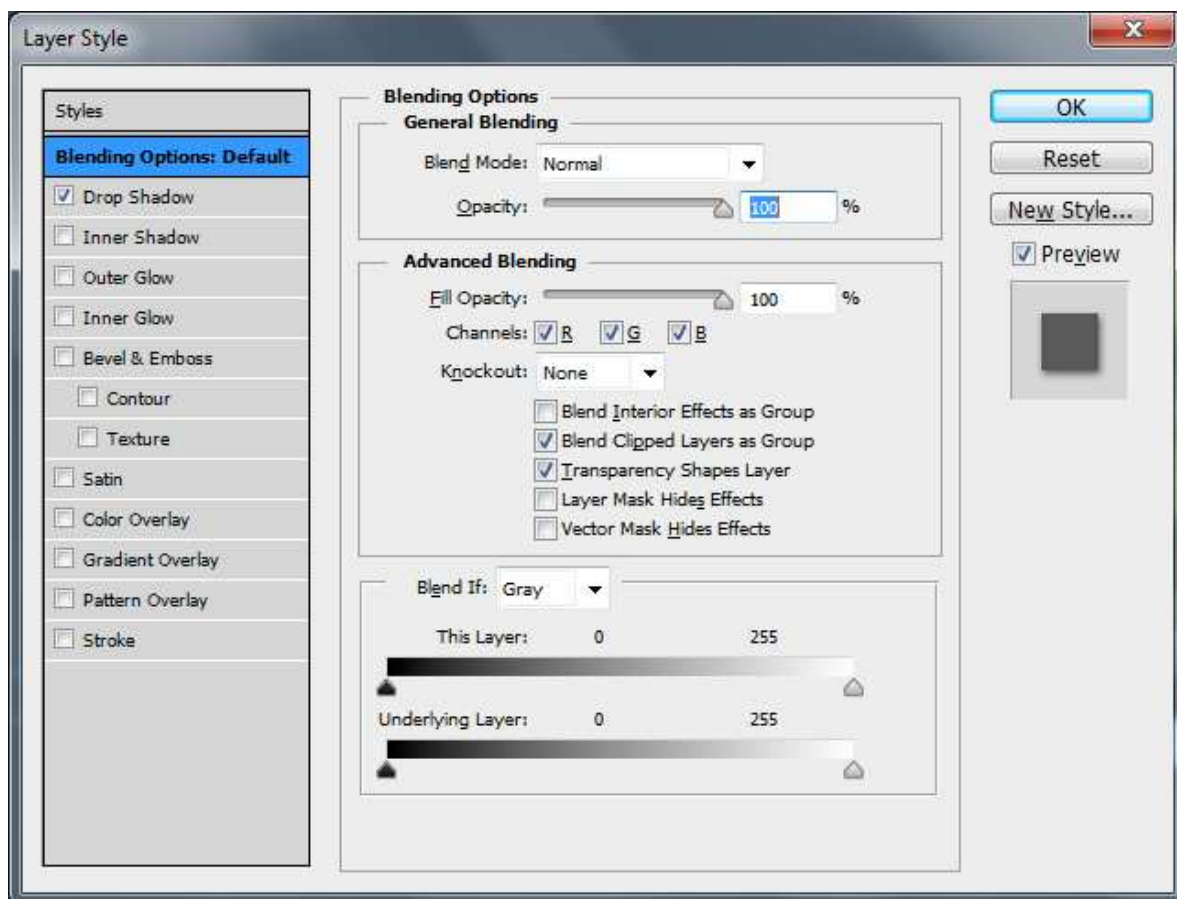 Layer Style
Styles
Blending Options: Default
Drop Shadow
Inner Shadow
Outer Glow
Inner Glow
Bevel & Emboss
Contour
Texture
Satin
Color Overlay
Gradient Overlay
Pattern Overlay
Stroke
Blending Options
General Blending
Blend Mode: Normal
Opacity: 100 %
Advanced Blending
Fill Opacity: 100 %
Channels: R G B
Knockout: None
Blend Interior Effects as Group
Blend Clipped Layers as Group
Transparency Shapes Layer
Layer Mask Hides Effects
Vector Mask Hides Effects
Blend If: Gray
This Layer: 0 255
Underlying Layer: 0 255
OK
Reset
New Style...
Preview